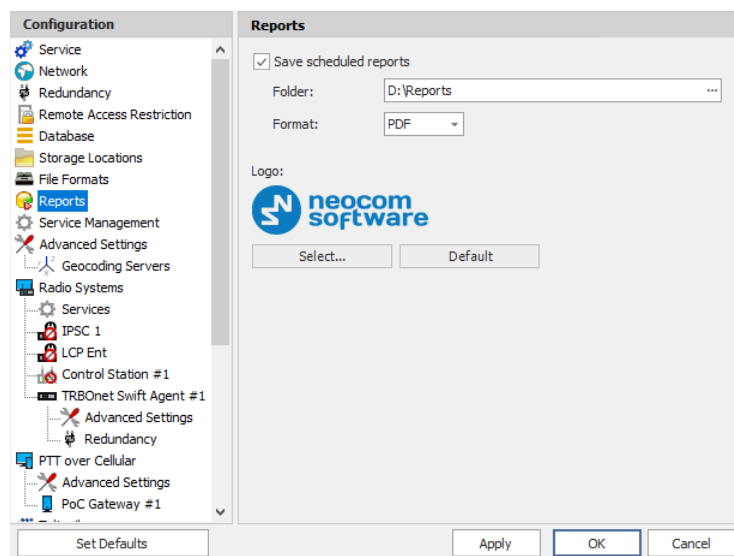 Configuration
Service
Network
Redundancy
Remote Access Restriction
Database
Storage Locations
File Formats
Reports
Service Management
Advanced Settings
Geocoding Servers
Radio Systems
Services
IPSC 1
LCP Ent
Control Station #1
TRBOnet Swift Agent #1
Advanced Settings
Redundancy
PTT over Cellular
Advanced Settings
PoC Gateway #1
Set Defaults
Reports
Save scheduled reports
Folder: D:\Reports ...
Format: PDF
Logo:
neocom
software
Select... Default
Apply OK Cancel